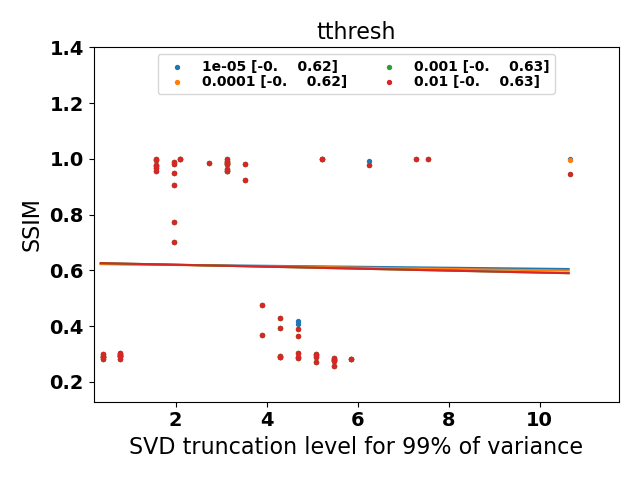 tthresh
1e-05 [-0. 0.62]
0.0001 [-0. 0.62]
0.001 [-0. 0.63]
0.01 [-0. 0.63]
1.4
1.2
1.0
0.8
0.6
0.4
0.2
SSIM
2 4 6 8 10
SVD truncation level for 99% of variance